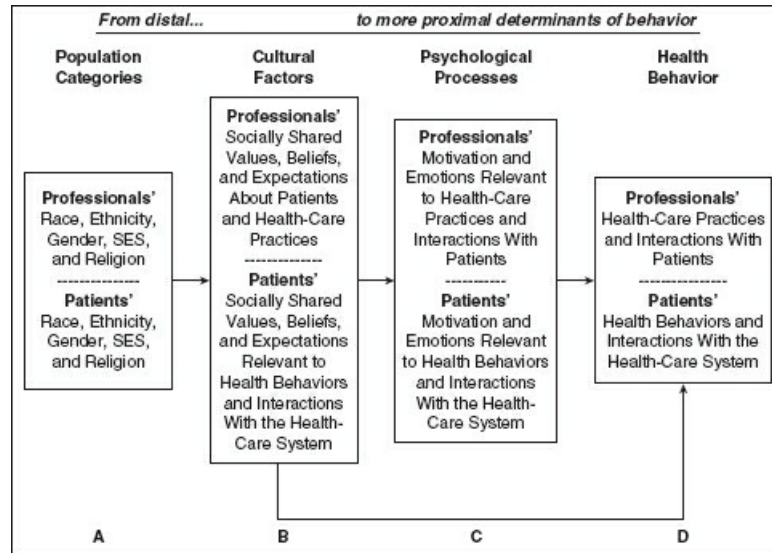 From distal... to more proximal determinants of behavior
Population
Categories
Cultural
Factors
Psychological
Processes
Health
Behavior
Professionals'
Race, Ethnicity,
Gender, SES,
and Religion
---------------
Patients'
Race, Ethnicity,
Gender, SES,
and Religion
Professionals'
Socially Shared
Values, Beliefs,
and Expectations
About Patients
and Health-Care
Practices
-------------
Patients'
Socially Shared
Values, Beliefs,
and Expectations
Relevant to
Health Behaviors
and Interactions
With the Health-
Care System
Professionals'
Motivation and
Emotions Relevant
to Health-Care
Practices and
Interactions With
Patients
-----------
Patients'
Motivation and
Emotions Relevant
to Health Behaviors
and Interactions
With the Health-
Care System
Professionals'
Health-Care Practices
and Interactions With
Patients
----------------
Patients'
Health Behaviors and
Interactions With the
Health-Care System
A B C D